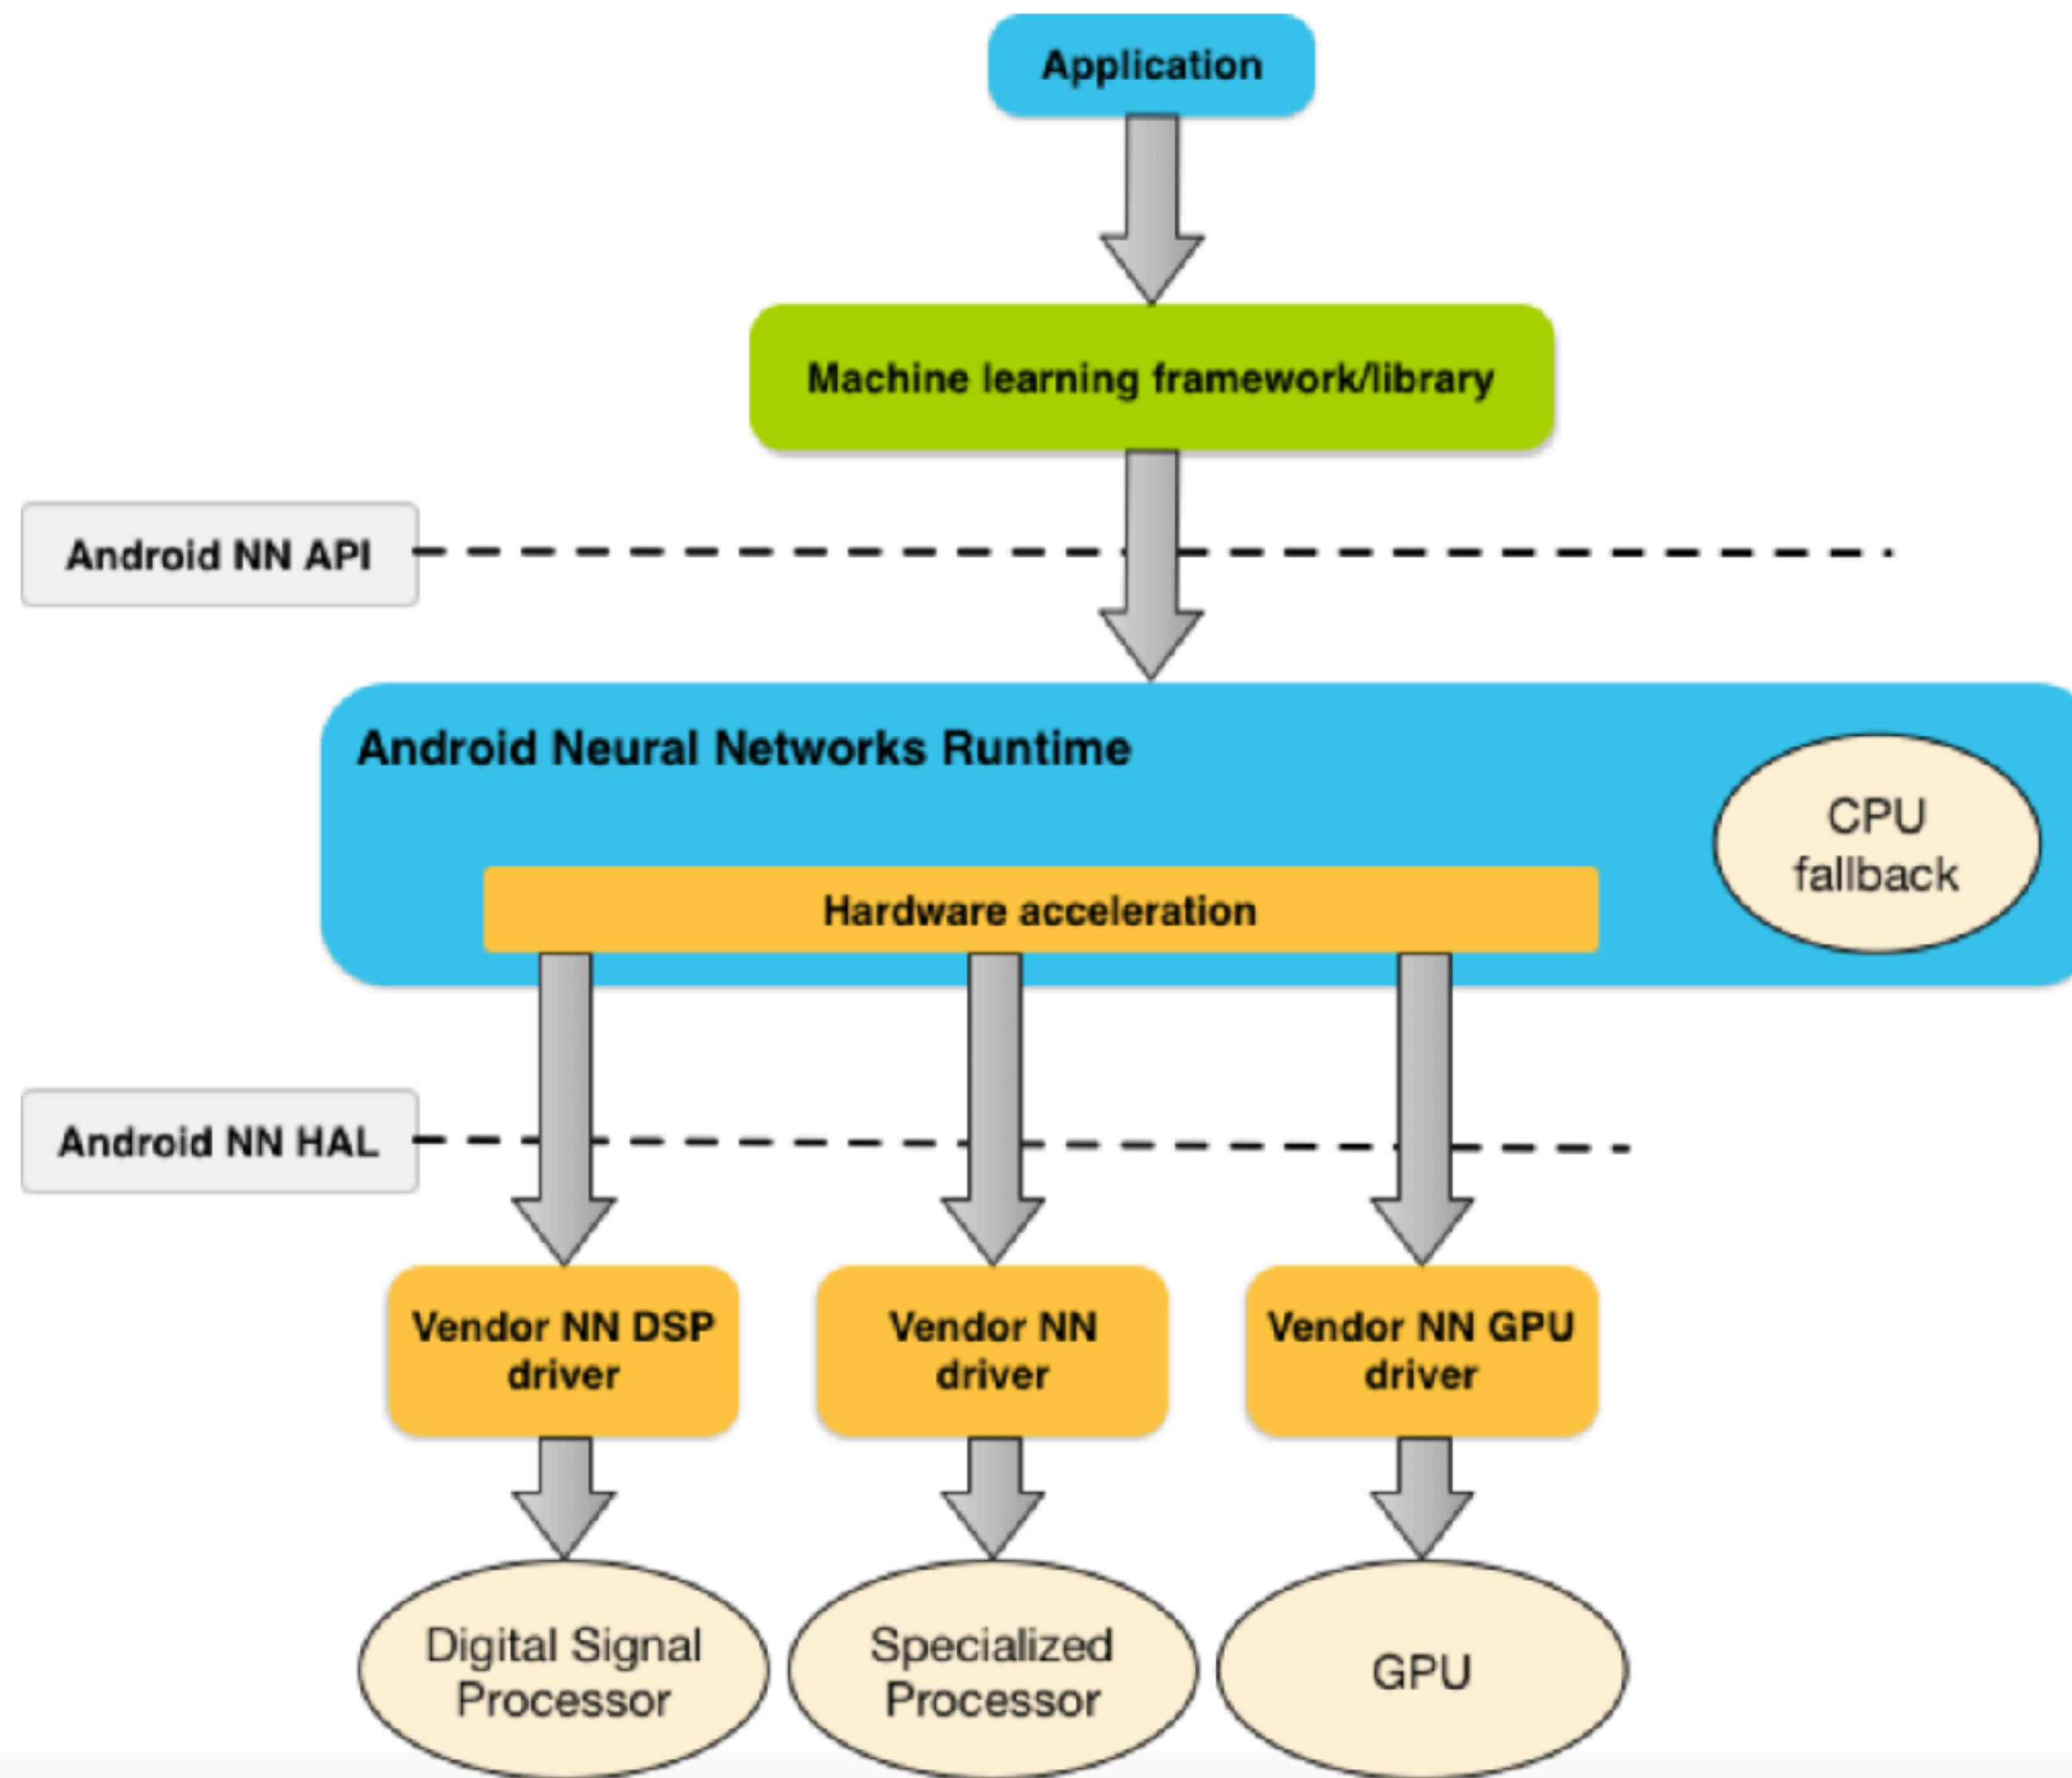 Application
Machine learning framework/library
Android NN API
Android Neural Networks Runtime
CPU
fallback
Hardware acceleration
Android NN HAL
Vendor NN DSP
driver
Vendor NN
driver
Vendor NN GPU
driver
Digital Signal
Processor
Specialized
Processor
GPU